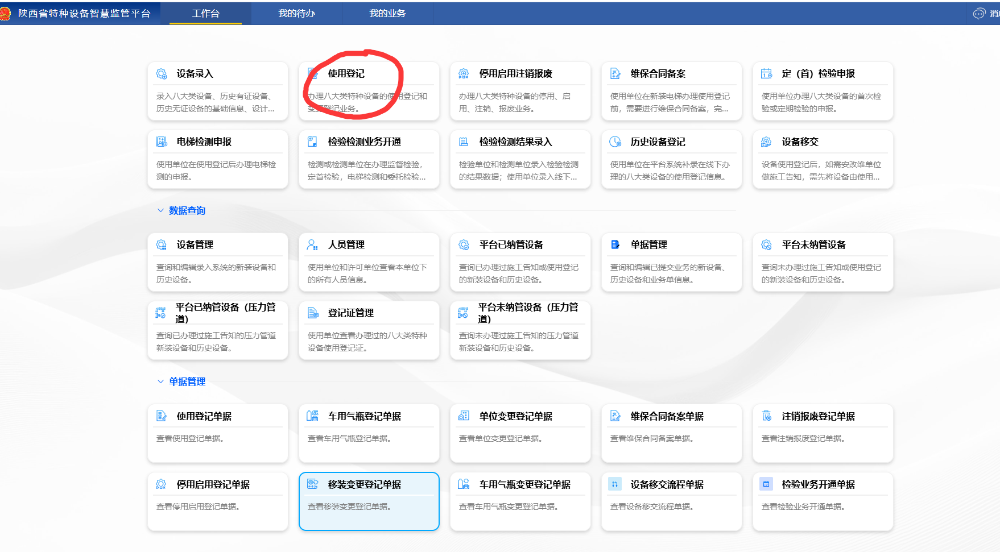 陕西省特种设备智慧监管平台
工作台
我的待办
我的业务
设备录入
录入八大类设备、历史有证设备、
历史无证设备的基础信息、设计...
使用登记
办理八大类特种设备的使用登记和
变更登记业务。
停用启用注销报废
办理八大类特种设备的停用、启
用、注销、报废业务。
维保合同备案
使用单位在新装电梯办理使用登记
前，需要进行维保合同备案，完...
定（首）检验申报
使用单位办理八大类设备的首次检
验或定期检验的申报。
电梯检测申报
使用单位在使用登记后办理电梯检
测的申报。
检验检测业务开通
检测或检测单位在办理监督检验，
定首检验，电梯检测和委托检验...
检验检测结果录入
检验单位和检测单位录入检验检测
的结果数据；使用单位录入线下...
历史设备登记
使用单位在平台系统补录在线下办
理的八大类设备的使用登记信息。
设备移交
设备使用登记后，如需安改维单位
做施工告知，需先将设备由使用...
数据查询
设备管理
查询和编辑录入系统的新装设备和
历史设备。
人员管理
使用单位和许可单位查看本单位下
的所有人员信息。
平台已纳管设备
查询已办理过施工告知或使用登记
的新装设备和历史设备。
单据管理
查询和编辑已提交业务的新设备、
历史设备和业务单信息。
平台未纳管设备
查询未办理过施工告知或使用登记
的新装设备和历史设备。
平台已纳管设备（压力管
道）
查询已办理过施工告知的压力管道
新装设备和历史设备。
登记证管理
使用单位查看办理过的八大类特种
设备使用登记证。
平台未纳管设备（压力管
道）
查询未办理过施工告知的压力管道
新装设备和历史设备。
单据管理
使用登记单据
查看使用登记单据。
车用气瓶登记单据
查看车用气瓶登记单据。
单位变更登记单据
查看单位变更登记单据。
维保合同备案单据
查看维保合同备案单据。
注销报废登记单据
查看注销报废登记单据。
停用启用登记单据
查看停用启用登记单据。
移装变更登记单据
查看移装变更登记单据。
车用气瓶变更登记单据
查看车用气瓶变更登记单据。
设备移交流程单据
查看设备移交流程单据。
检验业务开通单据
查看检验业务开通单据。